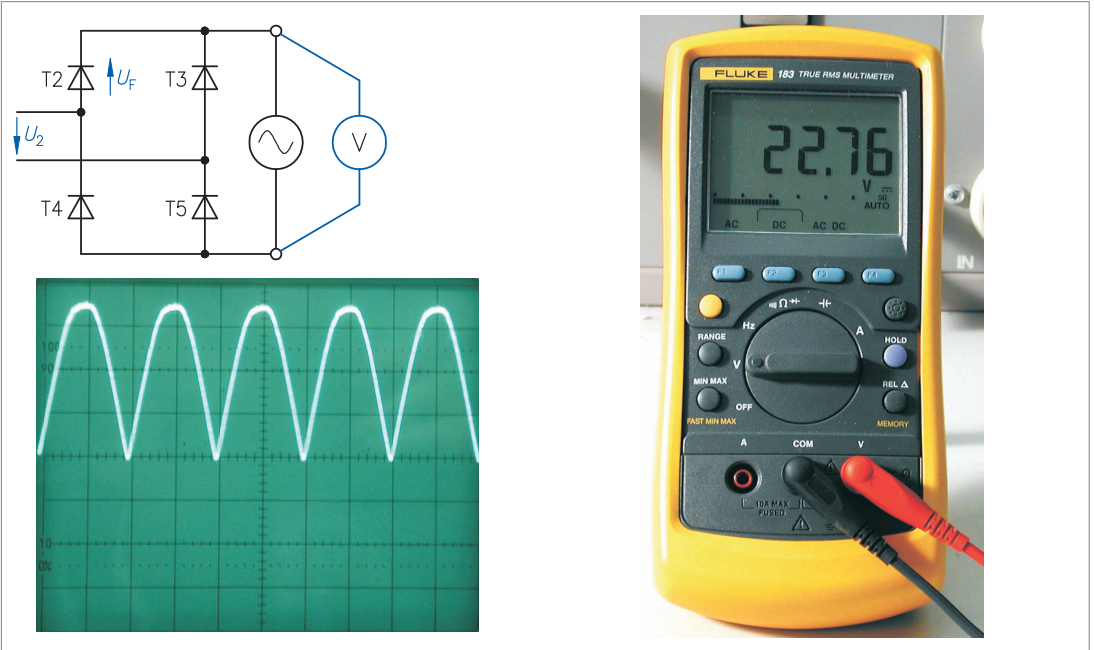 T2
U_F
T3
U_2
V
T4
T5
100
90
10
0%
FLUKE 183 TRUE RMS MULTIMETER
22.76
V
50
AUTO
AC DC AC DC
F1 F2 F3 F4
Ω
Hz
A
RANGE
HOLD
V
MIN MAX
REL Δ
OFF
FAST MIN MAX
MEMORY
A COM V
10A MAX
FUSED
LN